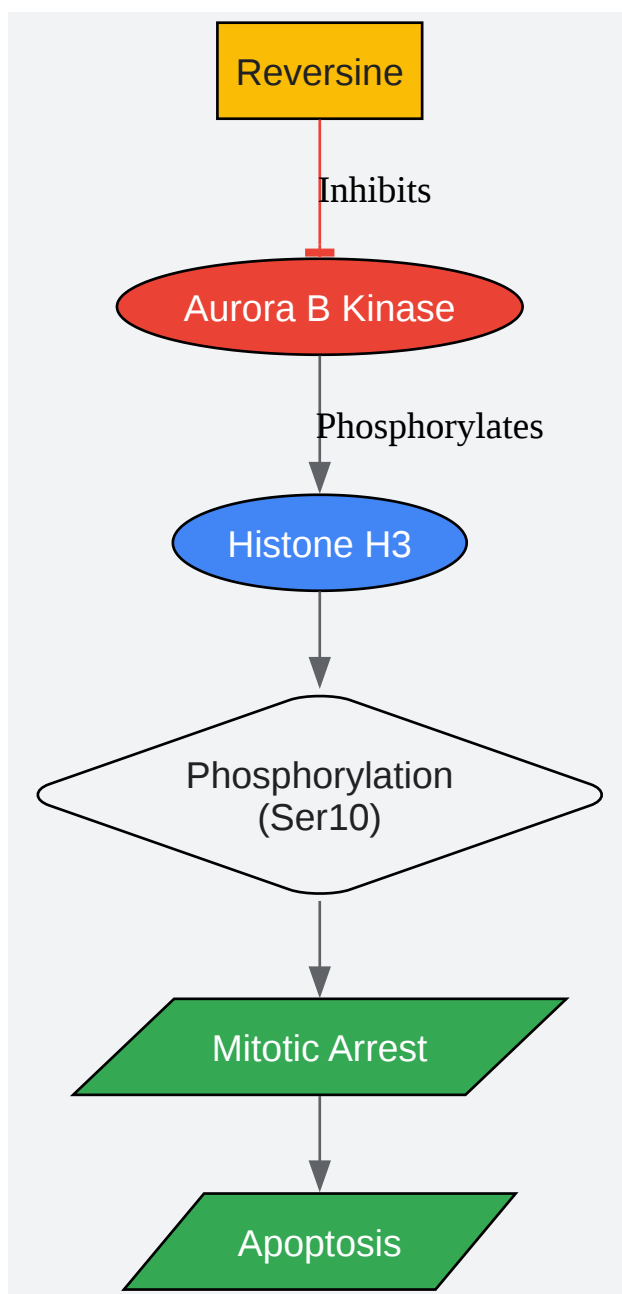 Reversine
Inhibits
Aurora B Kinase
Phosphorylates
Histone H3
Phosphorylation
(Ser10)
Mitotic Arrest
Apoptosis